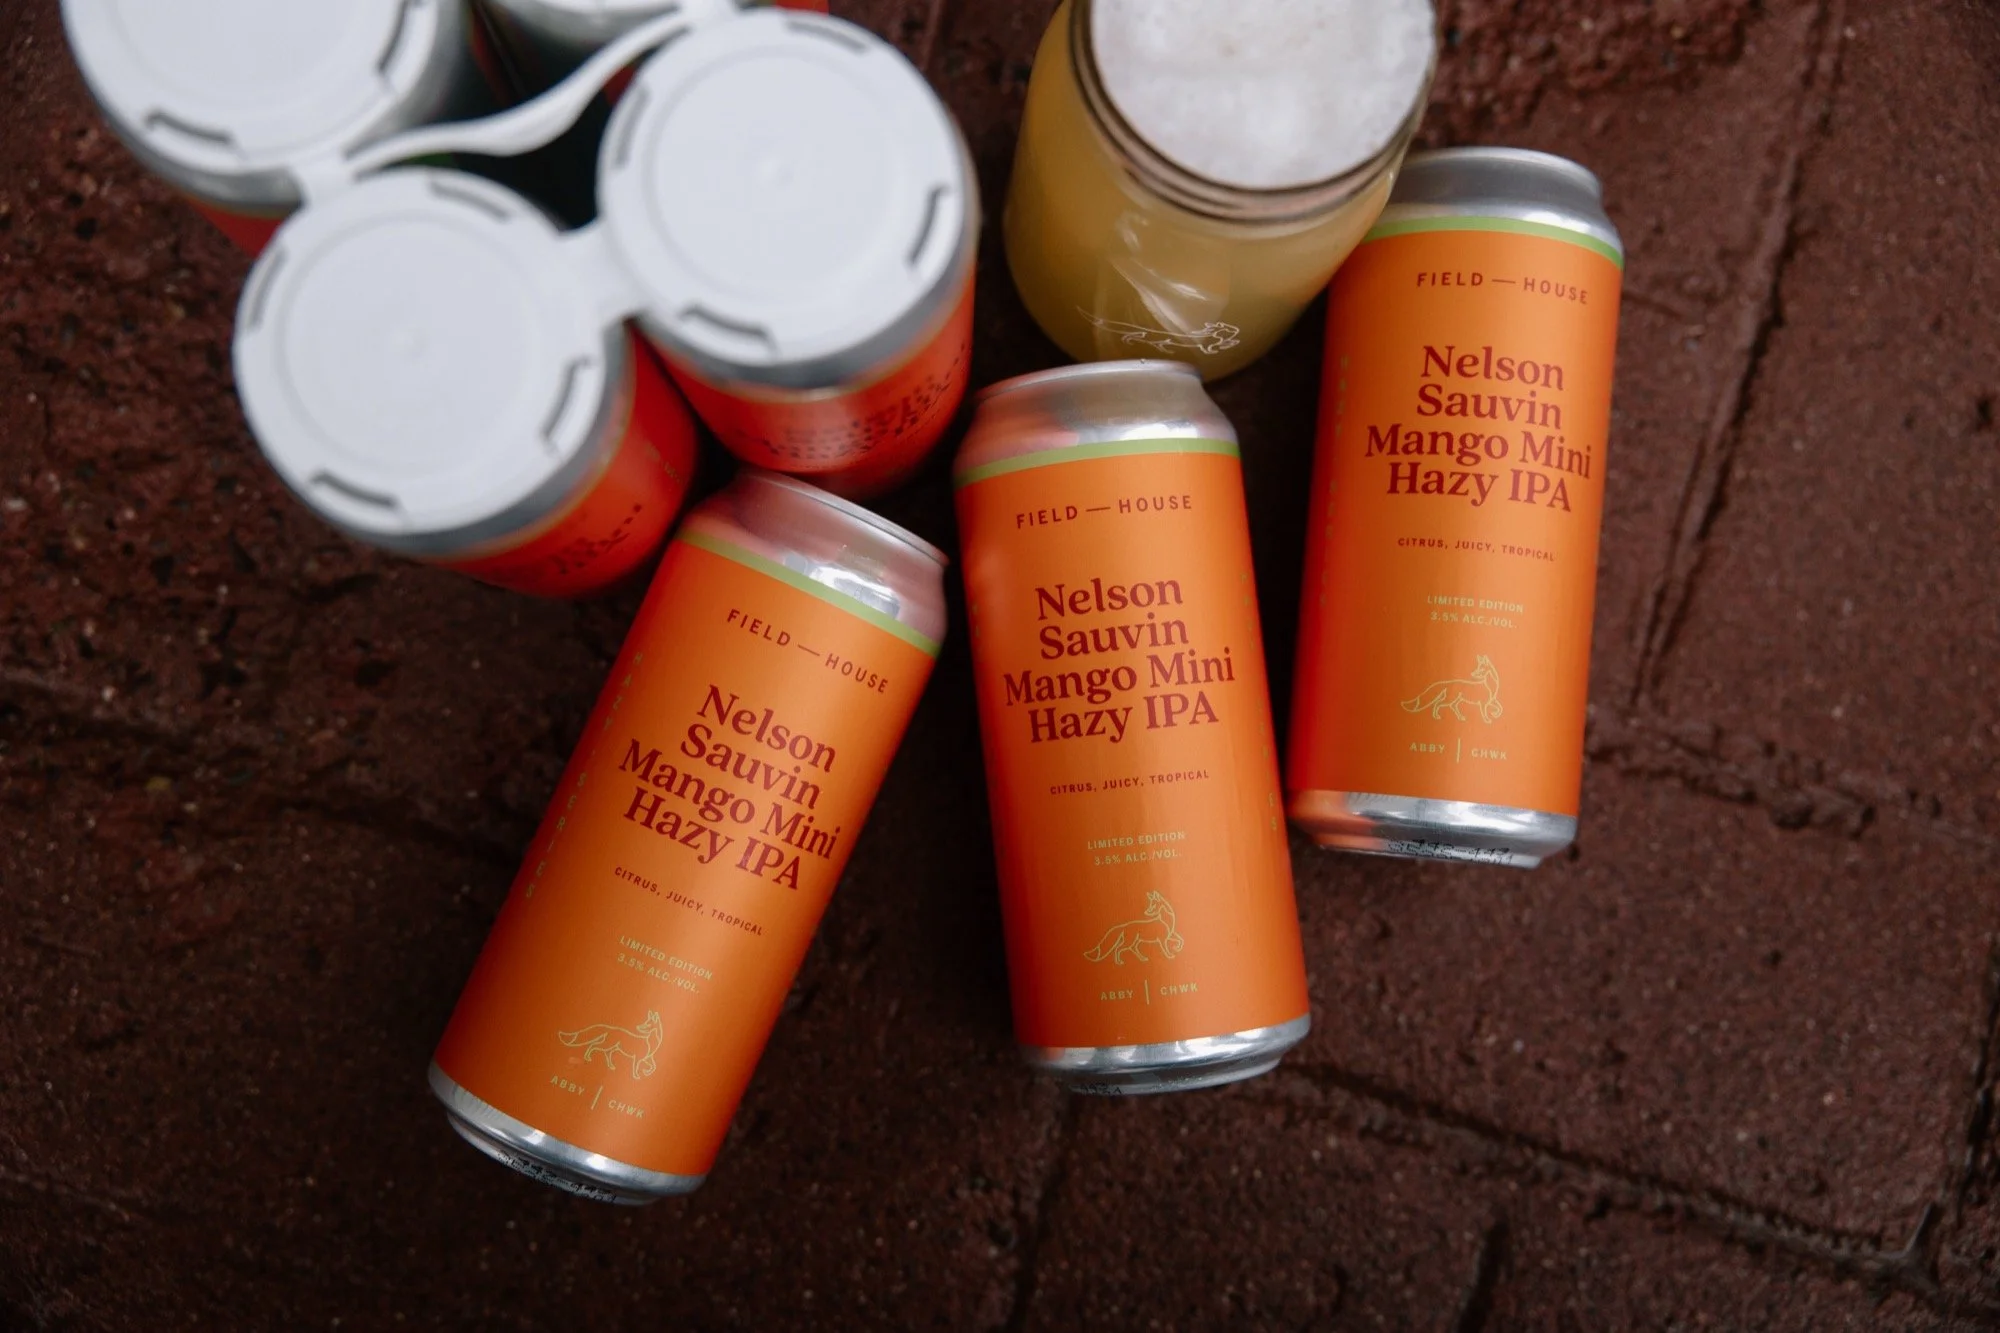 FIELD — HOUSE
Nelson
Sauvin
Mango Mini
Hazy IPA
CITRUS, JUICY, TROPICAL
LIMITED EDITION
3.5% ALC./VOL.
ABBY | CHWK
HAZY SERIES
FIELD — HOUSE
Nelson
Sauvin
Mango Mini
Hazy IPA
CITRUS, JUICY, TROPICAL
LIMITED EDITION
3.5% ALC./VOL.
ABBY | CHWK
FIELD — HOUSE
Nelson
Sauvin
Mango Mini
Hazy IPA
CITRUS, JUICY, TROPICAL
LIMITED EDITION
3.5% ALC./VOL.
ABBY | CHWK